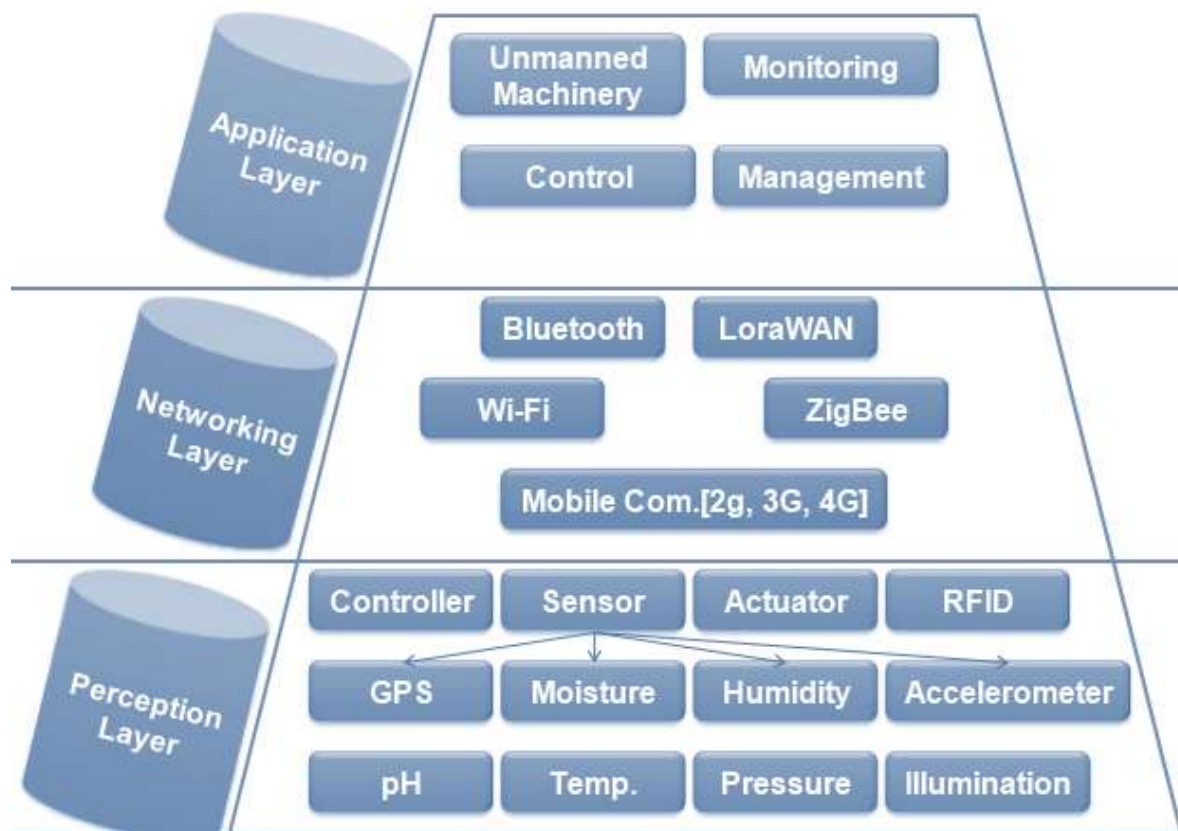 Application
Layer
Unmanned
Machinery
Monitoring
Control
Management
Networking
Layer
Bluetooth
LoraWAN
Wi-Fi
ZigBee
Mobile Com.[2g, 3G, 4G]
Perception
Layer
Controller
Sensor
Actuator
RFID
GPS
Moisture
Humidity
Accelerometer
pH
Temp.
Pressure
Illumination